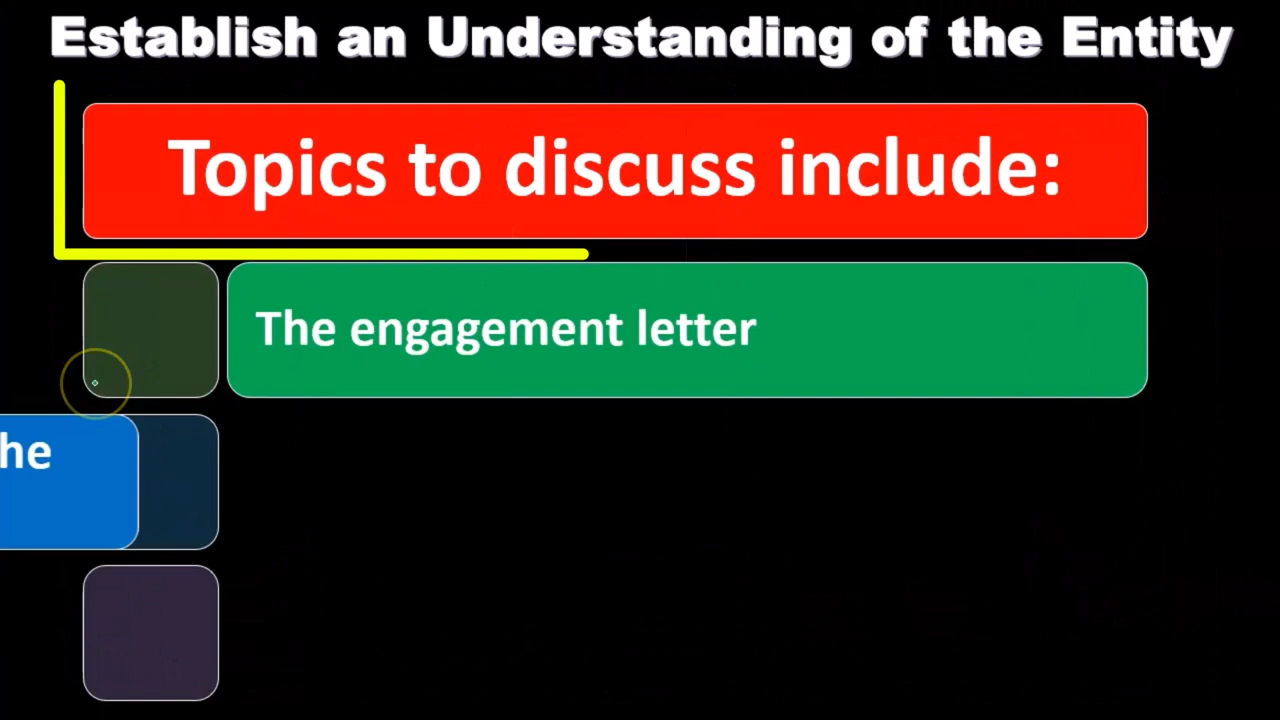 Establish an Understanding of the Entity
Topics to discuss include:
The engagement letter
he